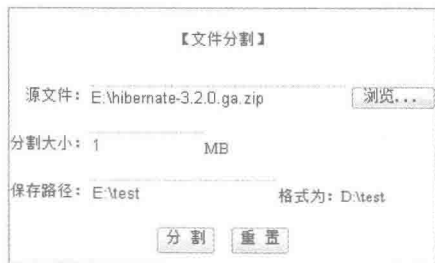 【文件分割】
源文件： E:\hibernate-3.2.0.ga.zip 浏览...
分割大小： 1 MB
保存路径： E:\test 格式为： D:\test
分 割 重 置